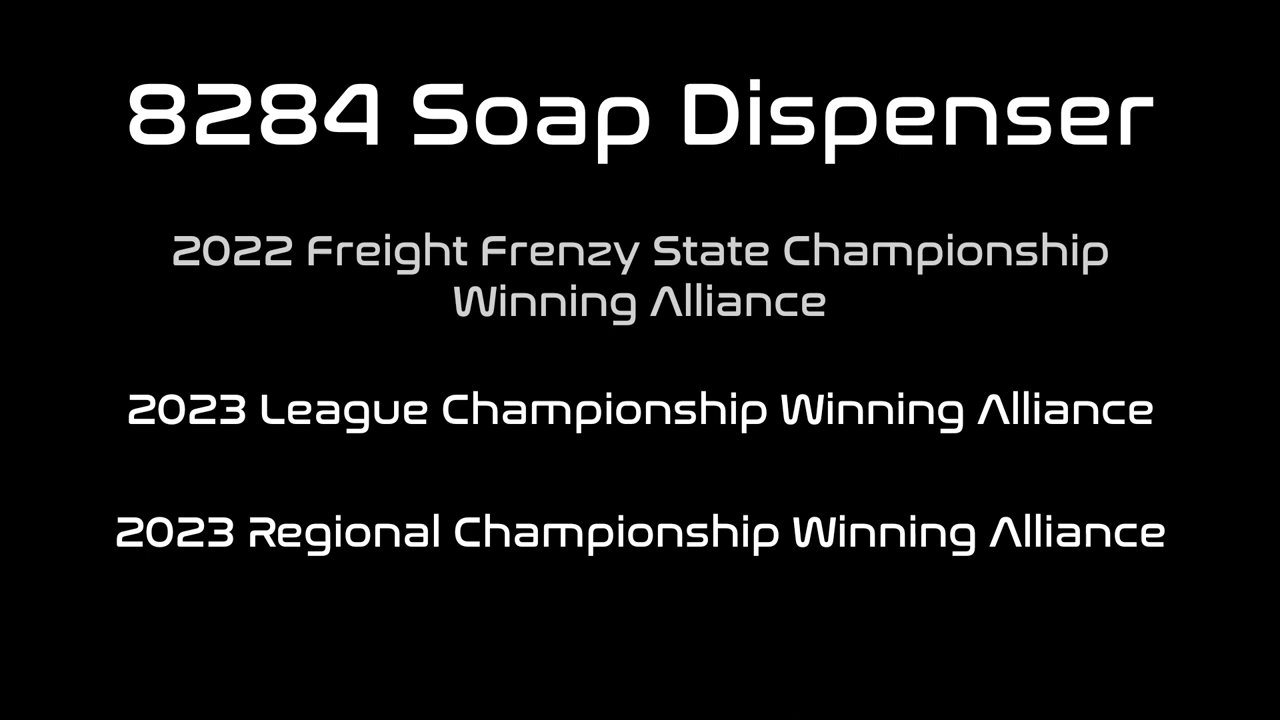 8284 Soap Dispenser
2022 Freight Frenzy State Championship
Winning Alliance
2023 League Championship Winning Alliance
2023 Regional Championship Winning Alliance